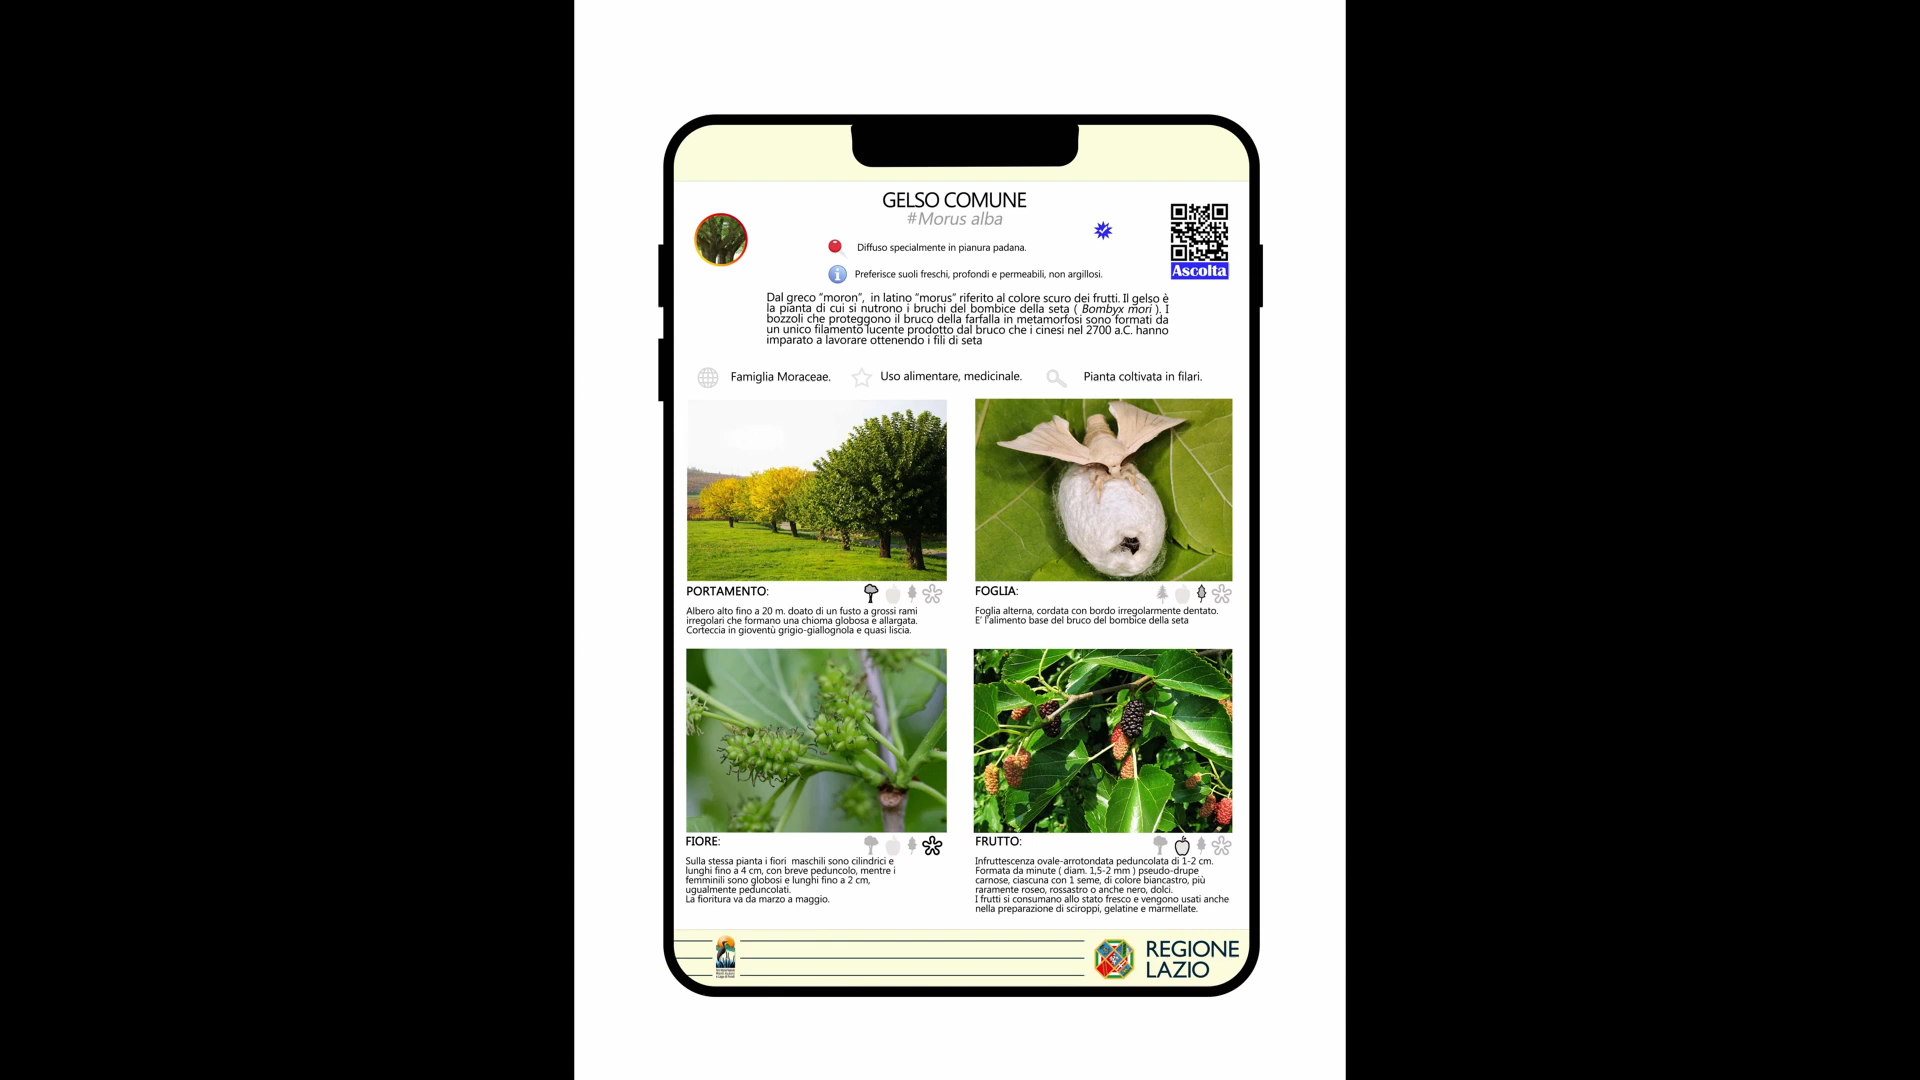 GELSO COMUNE
#Morus alba
Diffuso specialmente in pianura padana.
Preferisce suoli freschi, profondi e permeabili, non argillosi.
Ascolta
Dal greco "moron", in latino "morus" riferito al colore scuro dei frutti. Il gelso è
la pianta di cui si nutrono i bruchi del bombice della seta ( Bombyx mori ). I
bozzoli che proteggono il bruco della farfalla in metamorfosi sono formati da
un unico filamento lucente prodotto dal bruco che i cinesi nel 2700 a.C. hanno
imparato a lavorare ottenendo i fili di seta
Famiglia Moraceae.
Uso alimentare, medicinale.
Pianta coltivata in filari.
PORTAMENTO:
Albero alto fino a 20 m. doato di un fusto a grossi rami
irregolari che formano una chioma globosa e allargata.
Corteccia in gioventù grigio-giallognola e quasi liscia.
FOGLIA:
Foglia alterna, cordata con bordo irregolarmente dentato.
E' l'alimento base del bruco del bombice della seta
FIORE:
Sulla stessa pianta i fiori maschili sono cilindrici e
lunghi fino a 4 cm, con breve peduncolo, mentre i
femminili sono globosi e lunghi fino a 2 cm,
ugualmente peduncolati.
La fioritura va da marzo a maggio.
FRUTTO:
Infruttescenza ovale-arrotondata peduncolata di 1-2 cm.
Formata da minute ( diam. 1,5-2 mm ) pseudo-drupe
carnose, ciascuna con 1 seme, di colore biancastro, più
raramente roseo, rossastro o anche nero, dolci.
I frutti si consumano allo stato fresco e vengono usati anche
nella preparazione di sciroppi, gelatine e marmellate.
REGIONE
LAZIO